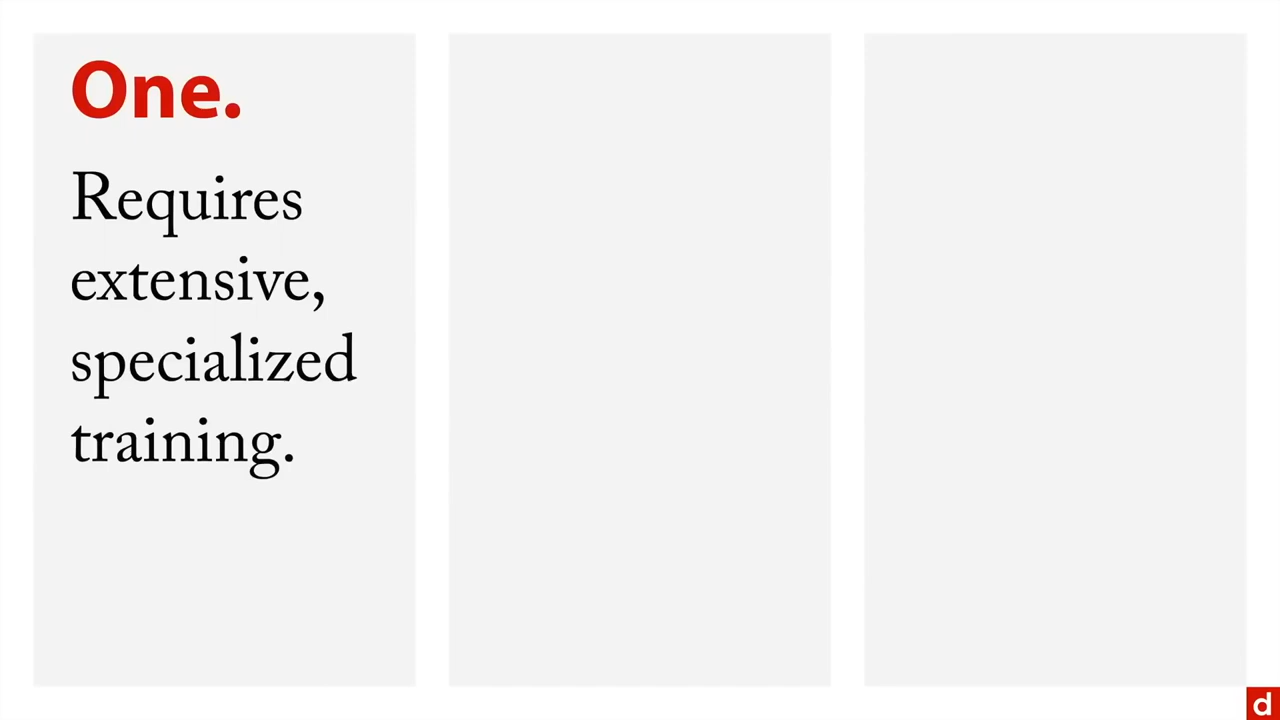 One.
Requires
extensive,
specialized
training.
d